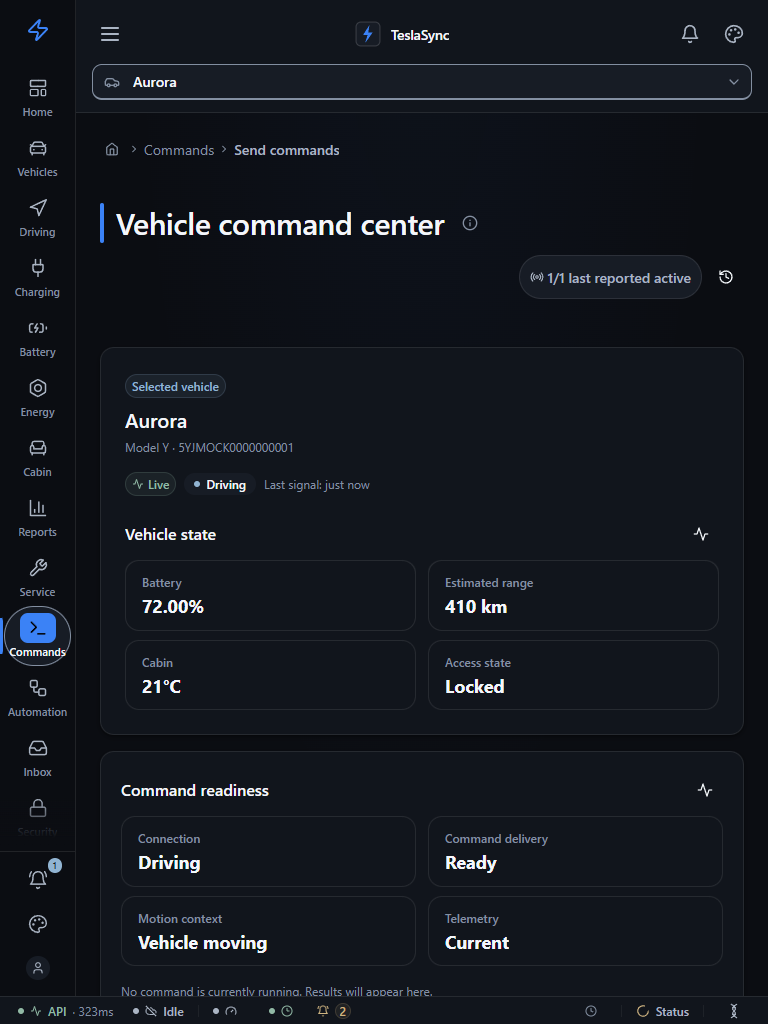 TeslaSync
Aurora
Home
Vehicles
Driving
Charging
Battery
Energy
Cabin
Reports
Service
Commands
Automation
Inbox
Security
1
Commands
Send commands
Vehicle command center
1/1 last reported active
Selected vehicle
Aurora
Model Y · 5YJMOCK0000000001
Live
Driving
Last signal: just now
Vehicle state
Battery
72.00%
Estimated range
410 km
Cabin
21°C
Access state
Locked
Command readiness
Connection
Driving
Command delivery
Ready
Motion context
Vehicle moving
Telemetry
Current
No command is currently running. Results will appear here.
API · 323ms
Idle
2
Status